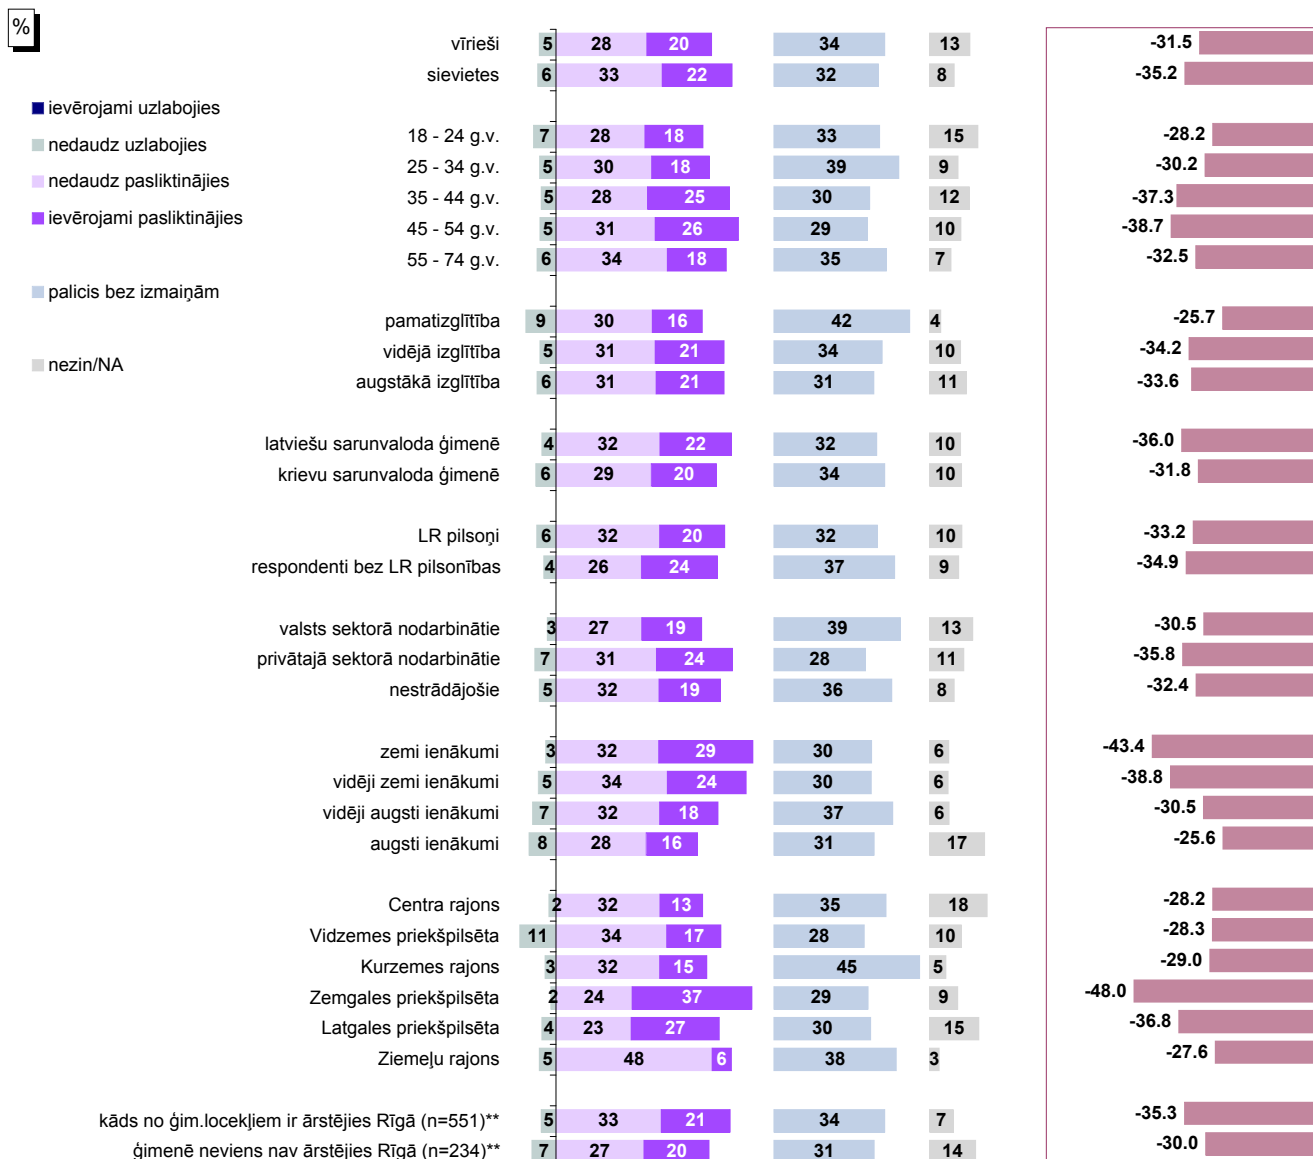 %
ievērojami uzlabojies
nedaudz uzlabojies
nedaudz pasliktinājies
ievērojami pasliktinājies
palicis bez izmaiņām
nezin/NA
vīrieši 5 28 20 34 13 -31.5
sievietes 6 33 22 32 8 -35.2
18 - 24 g.v. 7 28 18 33 15 -28.2
25 - 34 g.v. 5 30 18 39 9 -30.2
35 - 44 g.v. 5 28 25 30 12 -37.3
45 - 54 g.v. 5 31 26 29 10 -38.7
55 - 74 g.v. 6 34 18 35 7 -32.5
pamatizglītība 9 30 16 42 4 -25.7
vidējā izglītība 5 31 21 34 10 -34.2
augstākā izglītība 6 31 21 31 11 -33.6
latviešu sarunvaloda ģimenē 4 32 22 32 10 -36.0
krievu sarunvaloda ģimenē 6 29 20 34 10 -31.8
LR pilsoņi 6 32 20 32 10 -33.2
respondenti bez LR pilsonības 4 26 24 37 9 -34.9
valsts sektorā nodarbinātie 3 27 19 39 13 -30.5
privātajā sektorā nodarbinātie 7 31 24 28 11 -35.8
nestrādājošie 5 32 19 36 8 -32.4
zemi ienākumi 3 32 29 30 6 -43.4
vidēji zemi ienākumi 5 34 24 30 6 -38.8
vidēji augsti ienākumi 7 32 18 37 6 -30.5
augsti ienākumi 8 28 16 31 17 -25.6
Centra rajons 2 32 13 35 18 -28.2
Vidzemes priekšpilsēta 11 34 17 28 10 -28.3
Kurzemes rajons 3 32 15 45 5 -29.0
Zemgales priekšpilsēta 2 24 37 29 9 -48.0
Latgales priekšpilsēta 4 23 27 30 15 -36.8
Ziemeļu rajons 5 48 6 38 3 -27.6
kāds no ģim.locekļiem ir ārstējies Rīgā (n=551)** 5 33 21 34 7 -35.3
ģimenē neviens nav ārstējies Rīgā (n=234)** 7 27 20 31 14 -30.0